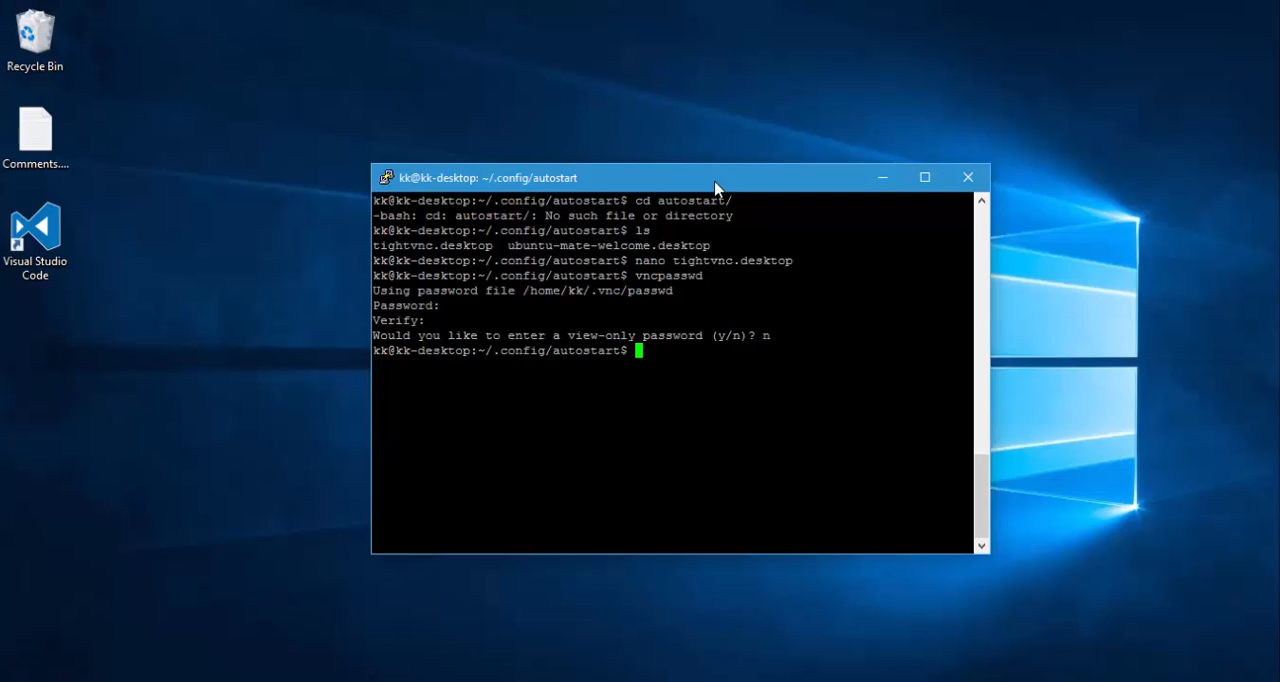 Recycle Bin
Comments....
Visual Studio
Code
kk@kk-desktop: ~/.config/autostart
kk@kk-desktop:~/.config/autostart$ cd autostart/
-bash: cd: autostart/: No such file or directory
kk@kk-desktop:~/.config/autostart$ ls
tightvnc.desktop  ubuntu-mate-welcome.desktop
kk@kk-desktop:~/.config/autostart$ nano tightvnc.desktop
kk@kk-desktop:~/.config/autostart$ vncpasswd
Using password file /home/kk/.vnc/passwd
Password:
Verify:
Would you like to enter a view-only password (y/n)? n
kk@kk-desktop:~/.config/autostart$